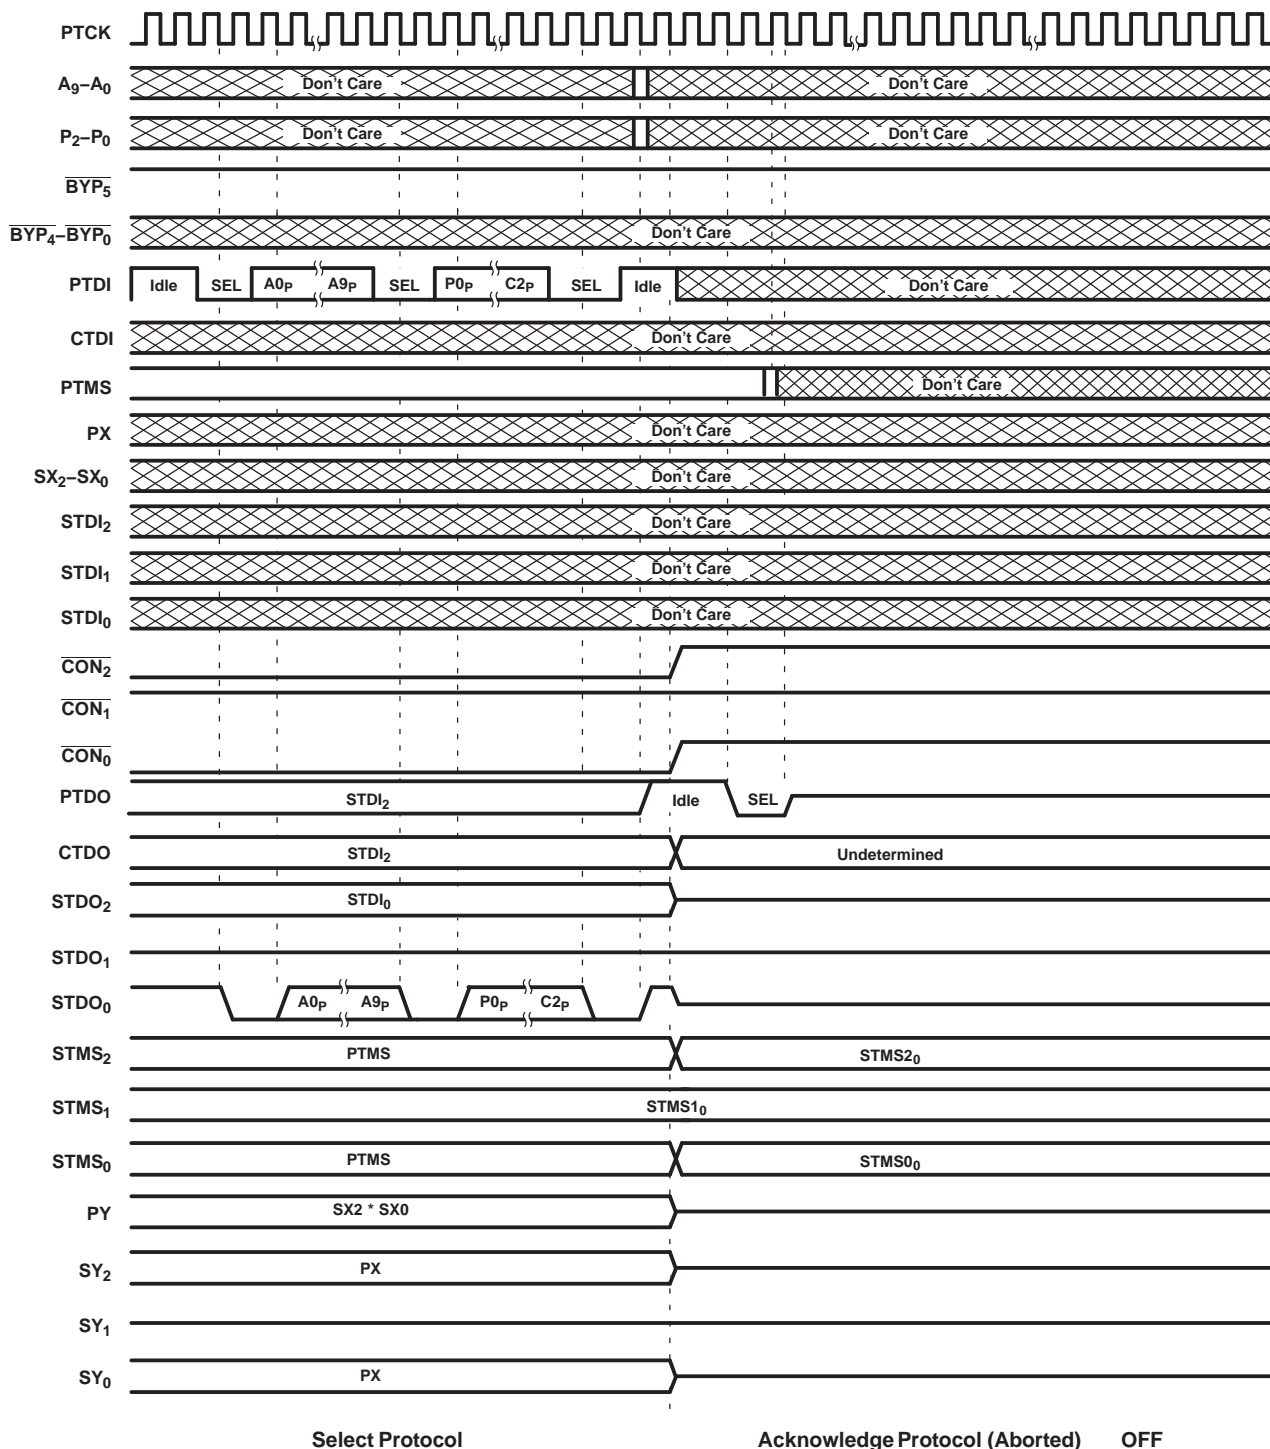 PTCK
A9–A0 Don't Care Don't Care
P2–P0 Don't Care Don't Care
BYP5
BYP4–BYP0 Don't Care
PTDI Idle SEL A0P A9P SEL P0P C2P SEL Idle Don't Care
CTDI Don't Care
PTMS Don't Care
PX Don't Care
SX2–SX0 Don't Care
STDI2 Don't Care
STDI1 Don't Care
STDI0 Don't Care
CON2
CON1
CON0
PTDO STDI2 Idle SEL
CTDO STDI2 Undetermined
STDO2 STDI0
STDO1
STDO0 A0P A9P P0P C2P
STMS2 PTMS STMS20
STMS1 STMS10
STMS0 PTMS STMS00
PY SX2 * SX0
SY2 PX
SY1
SY0 PX
Select Protocol Acknowledge Protocol (Aborted) OFF